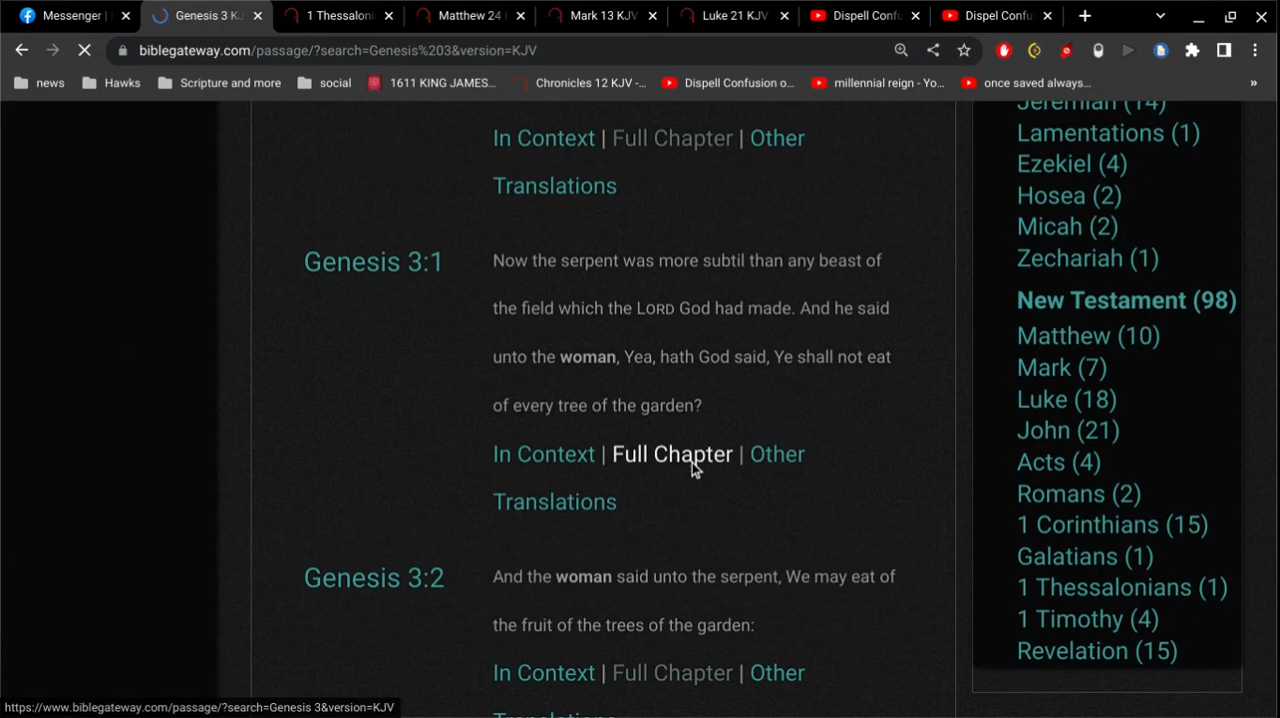 Messenger |
Genesis 3 KJ
1 Thessaloni
Matthew 24
Mark 13 KJV
Luke 21 KJV
Dispell Confu
Dispel Confu
biblegateway.com/passage/?search=Genesis%203&version=KJV
news
Hawks
Scripture and more
social
1611 KING JAMES...
Chronicles 12 KJV -...
Dispell Confusion o...
millennial reign - Yo...
once saved always...
»
In Context | Full Chapter | Other
Translations
Genesis 3:1
Now the serpent was more subtil than any beast of
the field which the LORD God had made. And he said
unto the woman, Yea, hath God said, Ye shall not eat
of every tree of the garden?
In Context | Full Chapter | Other
Translations
Genesis 3:2
And the woman said unto the serpent, We may eat of
the fruit of the trees of the garden:
In Context | Full Chapter | Other
Translations
Jeremiah (14)
Lamentations (1)
Ezekiel (4)
Hosea (2)
Micah (2)
Zechariah (1)
New Testament (98)
Matthew (10)
Mark (7)
Luke (18)
John (21)
Acts (4)
Romans (2)
1 Corinthians (15)
Galatians (1)
1 Thessalonians (1)
1 Timothy (4)
Revelation (15)
https://www.biblegateway.com/passage/?search=Genesis 3&version=KJV